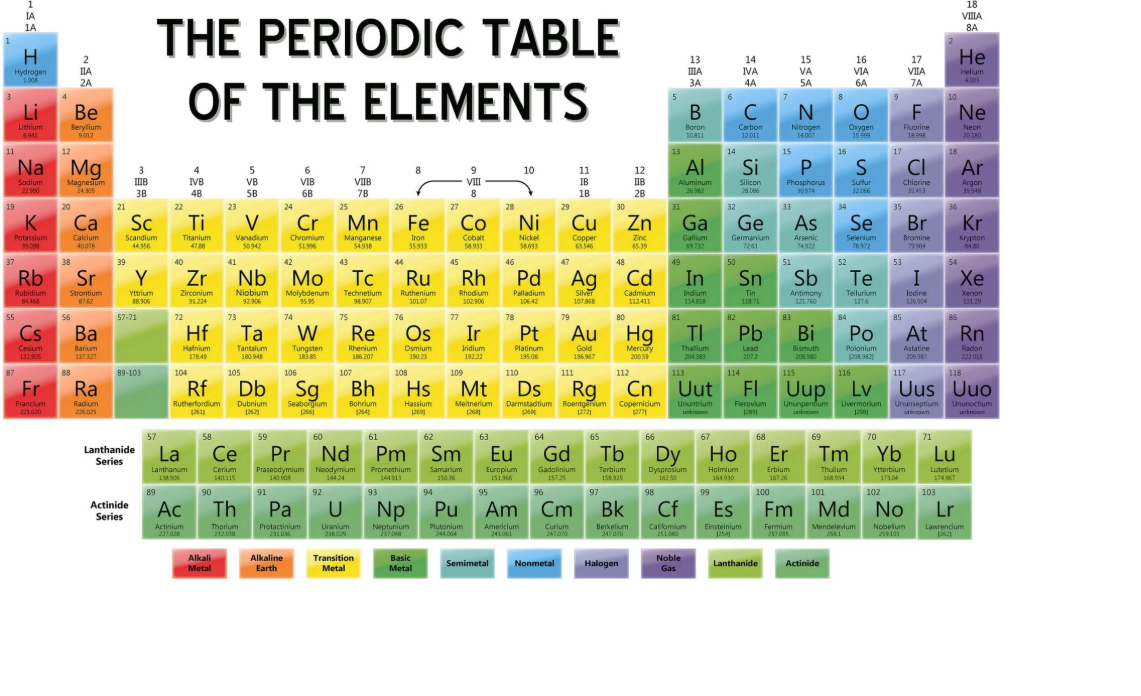 THE PERIODIC TABLE
OF THE ELEMENTS
1
IA
1A
2
IIA
2A
3
IIIB
3B
4
IVB
4B
5
VB
5B
6
VIB
6B
7
VIIB
7B
8 9 10
VIII
8
11
IB
1B
12
IIB
2B
13
IIIA
3A
14
IVA
4A
15
VA
5A
16
VIA
6A
17
VIIA
7A
18
VIIIA
8A
1 H Hydrogen 1.008
2 He Helium 4.003
3 Li Lithium 6.941
4 Be Beryllium 9.012
5 B Boron 10.811
6 C Carbon 12.011
7 N Nitrogen 14.007
8 O Oxygen 15.999
9 F Fluorine 18.998
10 Ne Neon 20.180
11 Na Sodium 22.990
12 Mg Magnesium 24.305
13 Al Aluminum 26.982
14 Si Silicon 28.086
15 P Phosphorus 30.974
16 S Sulfur 32.066
17 Cl Chlorine 35.453
18 Ar Argon 39.948
19 K Potassium 39.098
20 Ca Calcium 40.078
21 Sc Scandium 44.956
22 Ti Titanium 47.88
23 V Vanadium 50.942
24 Cr Chromium 51.996
25 Mn Manganese 54.938
26 Fe Iron 55.933
27 Co Cobalt 58.933
28 Ni Nickel 58.693
29 Cu Copper 63.546
30 Zn Zinc 65.39
31 Ga Gallium 69.732
32 Ge Germanium 72.61
33 As Arsenic 74.922
34 Se Selenium 78.972
35 Br Bromine 79.904
36 Kr Krypton 84.80
37 Rb Rubidium 84.468
38 Sr Strontium 87.62
39 Y Yttrium 88.906
40 Zr Zirconium 91.224
41 Nb Niobium 92.906
42 Mo Molybdenum 95.95
43 Tc Technetium 98.907
44 Ru Ruthenium 101.07
45 Rh Rhodium 102.906
46 Pd Palladium 106.42
47 Ag Silver 107.868
48 Cd Cadmium 112.411
49 In Indium 114.818
50 Sn Tin 118.71
51 Sb Antimony 121.760
52 Te Tellurium 127.6
53 I Iodine 126.904
54 Xe Xenon 131.29
55 Cs Cesium 132.905
56 Ba Barium 137.327
57-71
72 Hf Hafnium 178.49
73 Ta Tantalum 180.948
74 W Tungsten 183.85
75 Re Rhenium 186.207
76 Os Osmium 190.23
77 Ir Iridium 192.22
78 Pt Platinum 195.08
79 Au Gold 196.967
80 Hg Mercury 200.59
81 Tl Thallium 204.383
82 Pb Lead 207.2
83 Bi Bismuth 208.980
84 Po Polonium [208.982]
85 At Astatine 209.987
86 Rn Radon 222.018
87 Fr Francium 223.020
88 Ra Radium 226.025
89-103
104 Rf Rutherfordium [261]
105 Db Dubnium [262]
106 Sg Seaborgium [266]
107 Bh Bohrium [264]
108 Hs Hassium [269]
109 Mt Meitnerium [268]
110 Ds Darmstadtium [269]
111 Rg Roentgenium [272]
112 Cn Copernicium [277]
113 Uut Ununtrium unknown
114 Fl Flerovium [289]
115 Uup Ununpentium unknown
116 Lv Livermorium [298]
117 Uus Ununseptium unknown
118 Uuo Ununoctium unknown
Lanthanide
Series
57 La Lanthanum 138.906
58 Ce Cerium 140.115
59 Pr Praseodymium 140.908
60 Nd Neodymium 144.24
61 Pm Promethium 144.913
62 Sm Samarium 150.36
63 Eu Europium 151.966
64 Gd Gadolinium 157.25
65 Tb Terbium 158.925
66 Dy Dysprosium 162.50
67 Ho Holmium 164.930
68 Er Erbium 167.26
69 Tm Thulium 168.934
70 Yb Ytterbium 173.04
71 Lu Lutetium 174.967
Actinide
Series
89 Ac Actinium 227.028
90 Th Thorium 232.038
91 Pa Protactinium 231.036
92 U Uranium 238.029
93 Np Neptunium 237.048
94 Pu Plutonium 244.064
95 Am Americium 243.061
96 Cm Curium 247.070
97 Bk Berkelium 247.070
98 Cf Californium 251.080
99 Es Einsteinium [254]
100 Fm Fermium 257.095
101 Md Mendelevium 258.1
102 No Nobelium 259.101
103 Lr Lawrencium [262]
Alkali
Metal
Alkaline
Earth
Transition
Metal
Basic
Metal
Semimetal
Nonmetal
Halogen
Noble
Gas
Lanthanide
Actinide